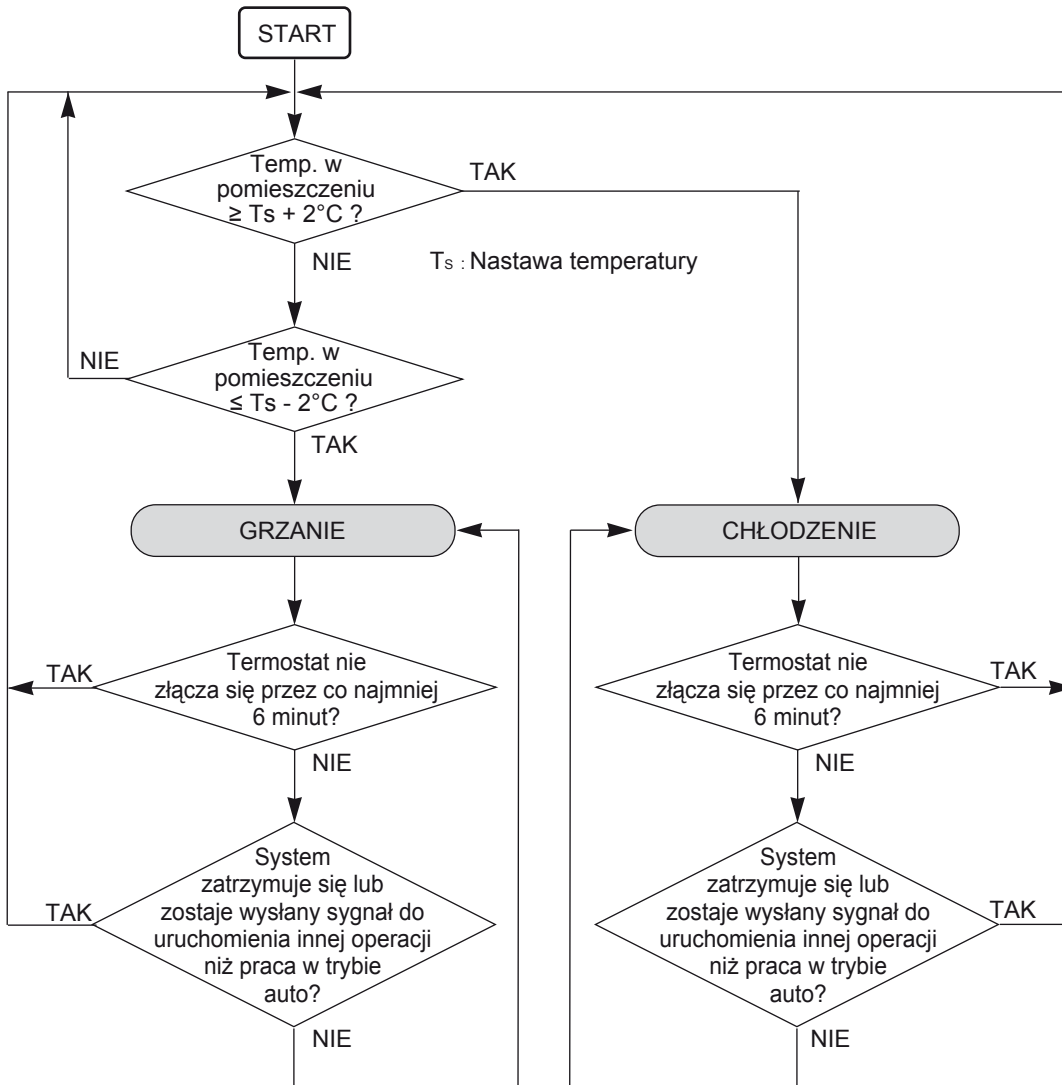 START
Temp. w
pomieszczeniu
≥ Ts + 2°C ?
TAK
NIE
Ts : Nastawa temperatury
NIE
Temp. w
pomieszczeniu
≤ Ts - 2°C ?
TAK
GRZANIE
CHŁODZENIE
TAK
Termostat nie
złącza się przez co najmniej
6 minut?
NIE
Termostat nie
złącza się przez co najmniej
6 minut?
TAK
NIE
System
zatrzymuje się lub
zostaje wysłany sygnał do
uruchomienia innej operacji
niż praca w trybie
auto?
TAK
NIE
System
zatrzymuje się lub
zostaje wysłany sygnał do
uruchomienia innej operacji
niż praca w trybie
auto?
TAK
NIE